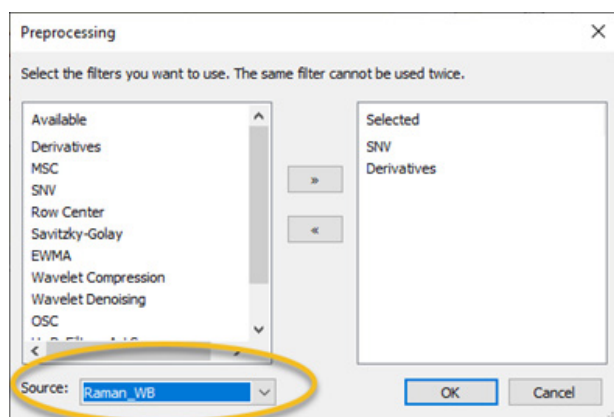 Preprocessing
Select the filters you want to use. The same filter cannot be used twice.
Available
Derivatives
MSC
SNV
Row Center
Savitzky-Golay
EWMA
Wavelet Compression
Wavelet Denoising
OSC
Selected
SNV
Derivatives
»
«
Source:
Raman_WB
OK
Cancel